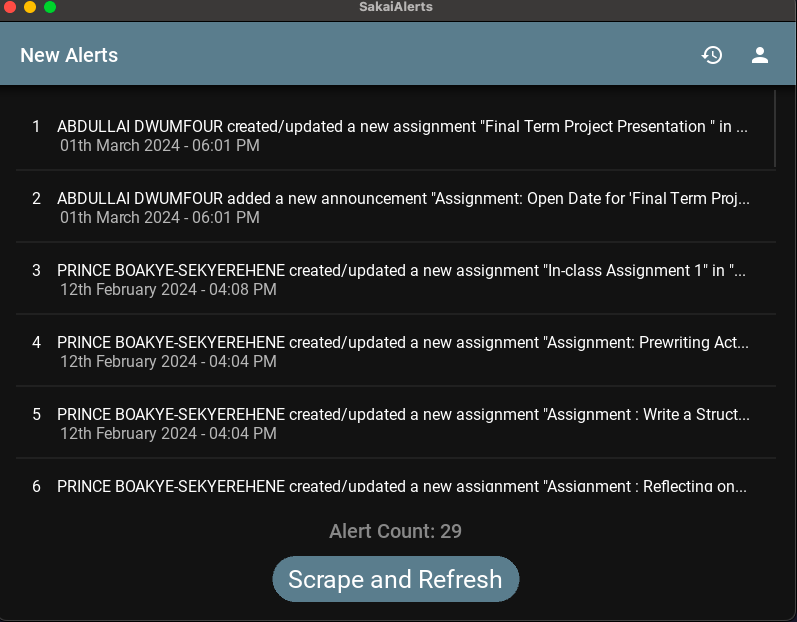 SakaiAlerts
New Alerts
1 ABDULLAI DWUMFOUR created/updated a new assignment "Final Term Project Presentation " in ...
01th March 2024 - 06:01 PM
2 ABDULLAI DWUMFOUR added a new announcement "Assignment: Open Date for 'Final Term Proj...
01th March 2024 - 06:01 PM
3 PRINCE BOAKYE-SEKYEREHENE created/updated a new assignment "In-class Assignment 1" in "...
12th February 2024 - 04:08 PM
4 PRINCE BOAKYE-SEKYEREHENE created/updated a new assignment "Assignment: Prewriting Act...
12th February 2024 - 04:04 PM
5 PRINCE BOAKYE-SEKYEREHENE created/updated a new assignment "Assignment : Write a Struct...
12th February 2024 - 04:04 PM
6 PRINCE BOAKYE-SEKYEREHENE created/updated a new assignment "Assignment : Reflecting on...
Alert Count: 29
Scrape and Refresh